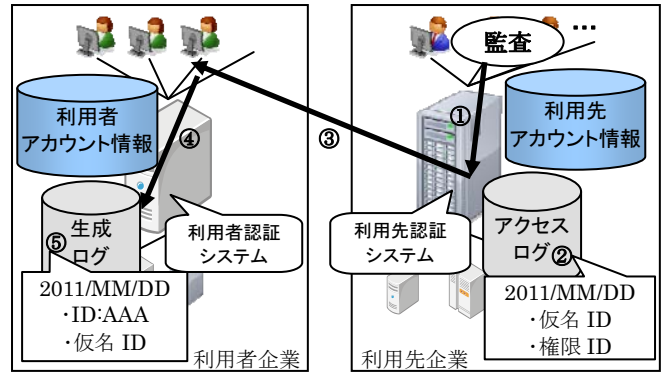 監査
…
利用者
アカウント情報
①
③
④
利用先
アカウント情報
⑤
生成
ログ
利用者認証
システム
利用先認証
システム
アクセス
ログ②
2011/MM/DD
・ID:AAA
・仮名 ID
2011/MM/DD
・仮名 ID
・権限 ID
利用者企業
利用先企業